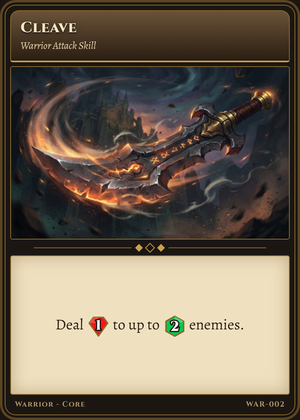 Cleave
Warrior Attack Skill
Deal 1 to up to 2 enemies.
Warrior - Core
WAR-002